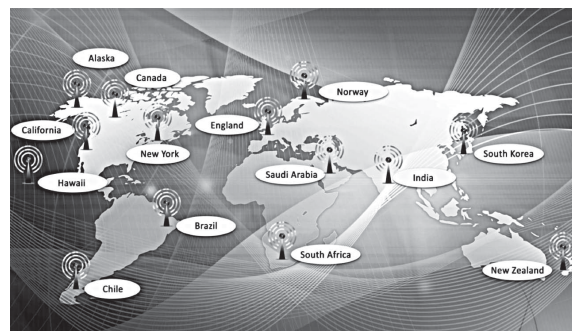 Alaska
Canada
Norway
California
England
New York
South Korea
Saudi Arabia
Hawaii
India
Brazil
South Africa
New Zealand
Chile